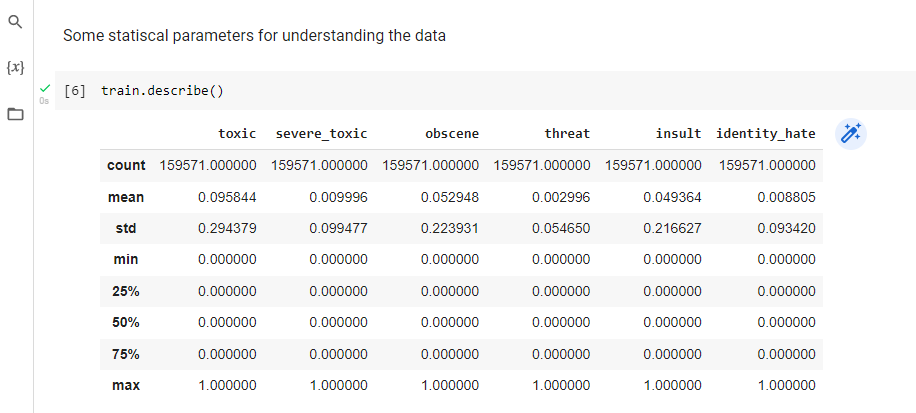 Some statiscal parameters for understanding the data
{x}
0s
[6] train.describe()
toxic severe_toxic obscene threat insult identity_hate
count 159571.000000 159571.000000 159571.000000 159571.000000 159571.000000 159571.000000
mean 0.095844 0.009996 0.052948 0.002996 0.049364 0.008805
std 0.294379 0.099477 0.223931 0.054650 0.216627 0.093420
min 0.000000 0.000000 0.000000 0.000000 0.000000 0.000000
25% 0.000000 0.000000 0.000000 0.000000 0.000000 0.000000
50% 0.000000 0.000000 0.000000 0.000000 0.000000 0.000000
75% 0.000000 0.000000 0.000000 0.000000 0.000000 0.000000
max 1.000000 1.000000 1.000000 1.000000 1.000000 1.000000